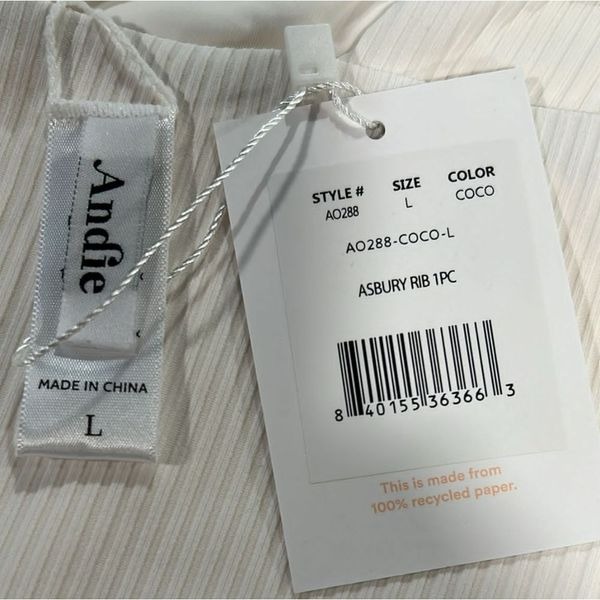 Andie
MADE IN CHINA
L
STYLE # SIZE COLOR
AO288 L COCO
AO288-COCO-L
ASBURY RIB 1PC
8 40155 36366 3
This is made from
100% recycled paper.